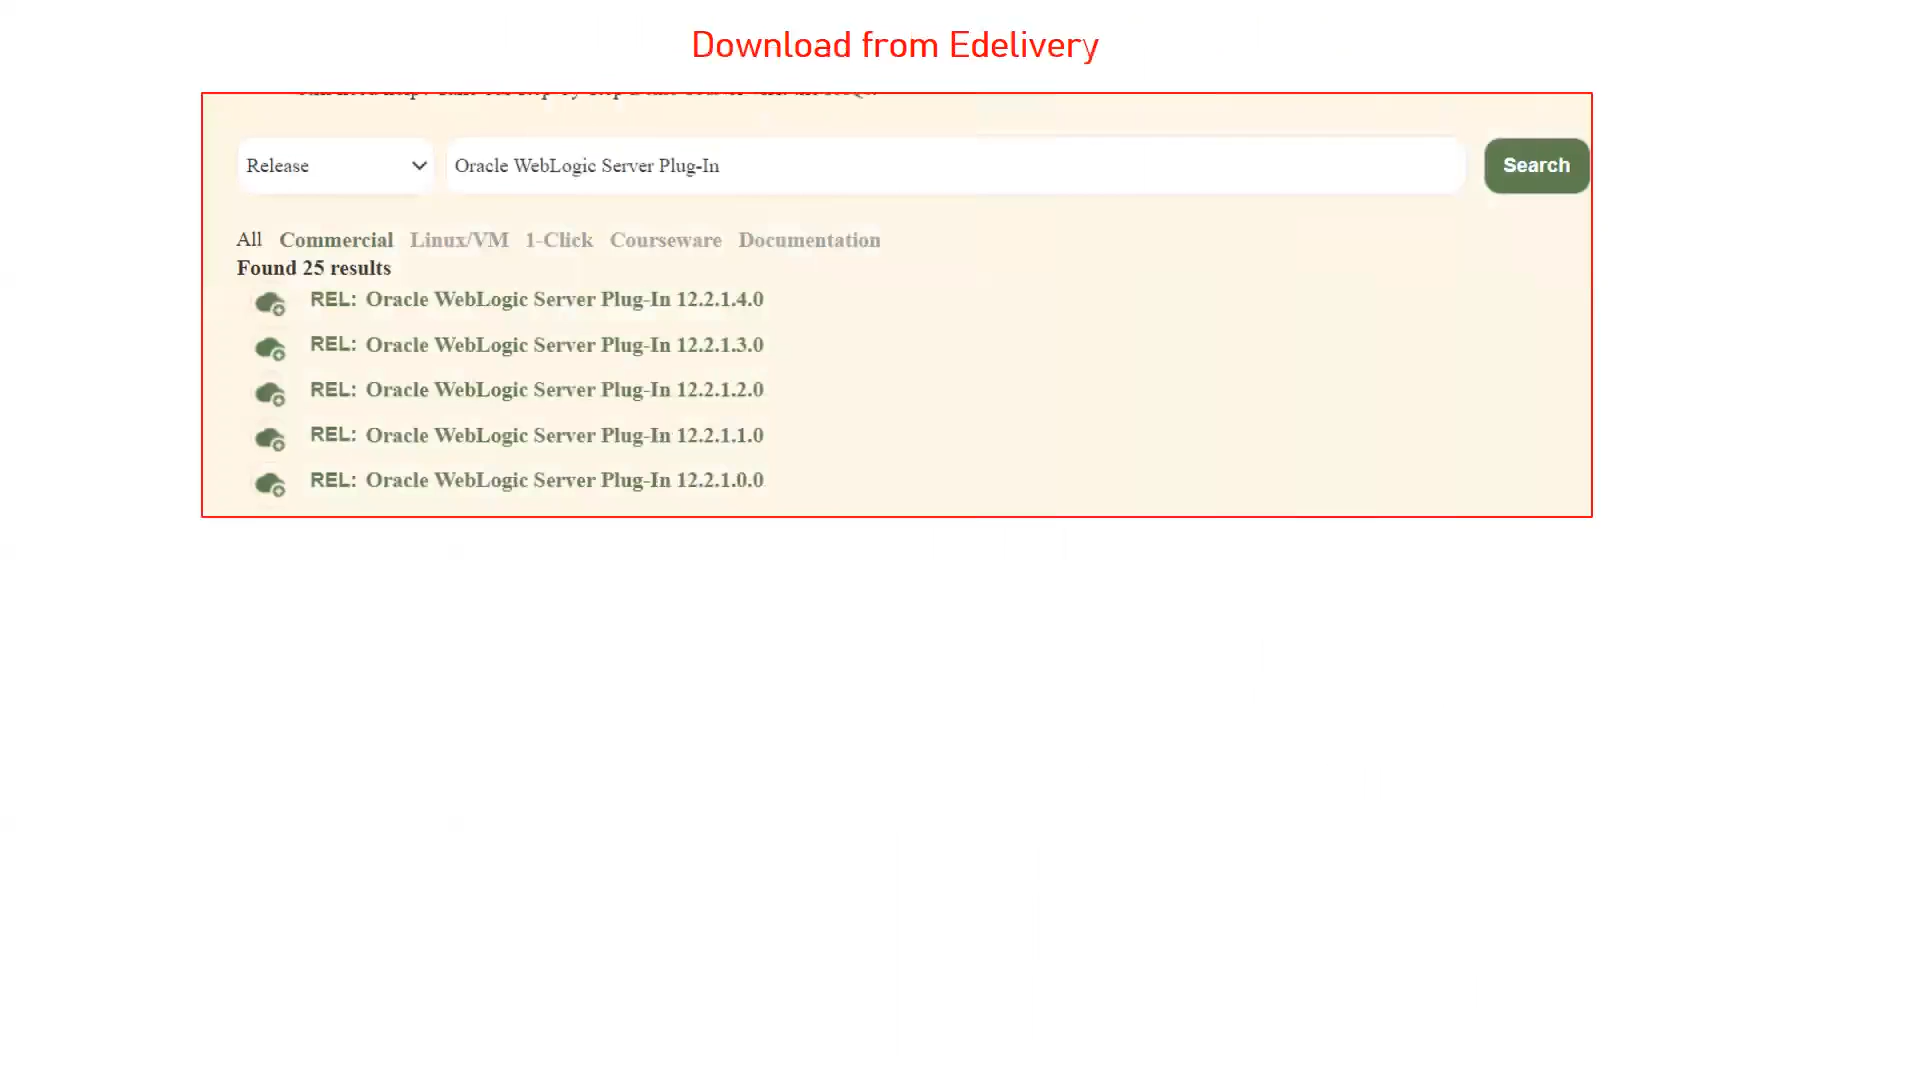 Download from Edelivery
Release
Oracle WebLogic Server Plug-In
Search
All Commercial Linux/VM 1-Click Courseware Documentation
Found 25 results
REL: Oracle WebLogic Server Plug-In 12.2.1.4.0
REL: Oracle WebLogic Server Plug-In 12.2.1.3.0
REL: Oracle WebLogic Server Plug-In 12.2.1.2.0
REL: Oracle WebLogic Server Plug-In 12.2.1.1.0
REL: Oracle WebLogic Server Plug-In 12.2.1.0.0